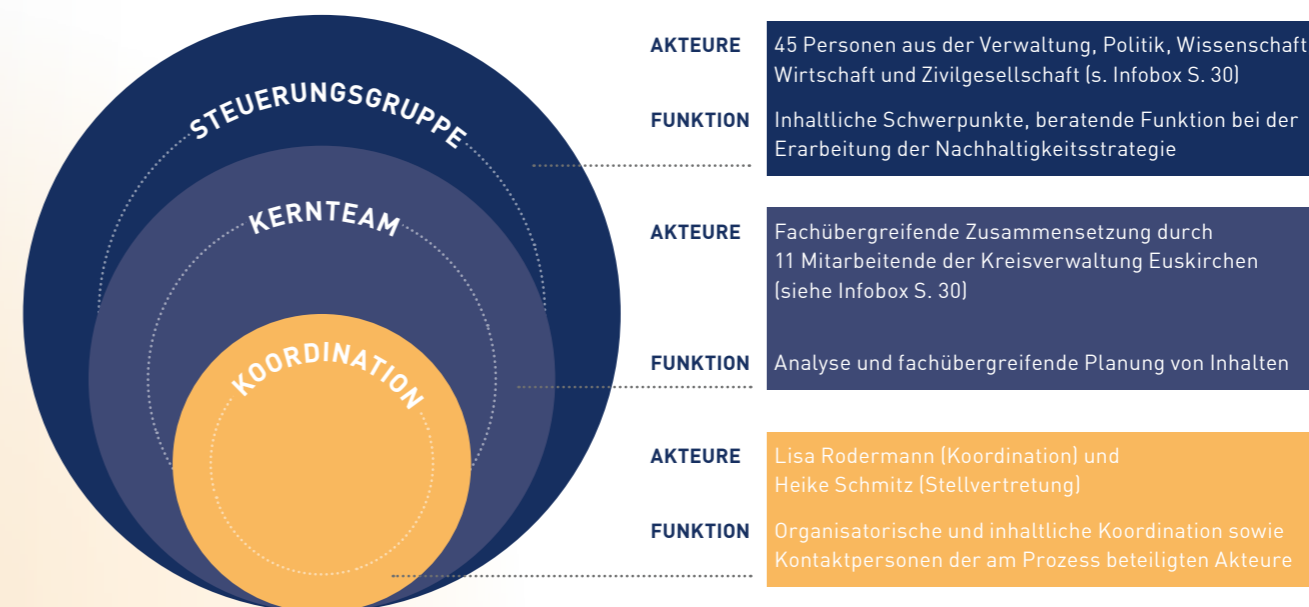 STEUERUNGSGRUPPE
KERNTEAM
KOORDINATION
AKTEURE
45 Personen aus der Verwaltung, Politik, Wissenschaft
Wirtschaft und Zivilgesellschaft (s. Infobox S. 30)
FUNKTION
Inhaltliche Schwerpunkte, beratende Funktion bei der
Erarbeitung der Nachhaltigkeitsstrategie
AKTEURE
Fachübergreifende Zusammensetzung durch
11 Mitarbeitende der Kreisverwaltung Euskirchen
(siehe Infobox S. 30)
FUNKTION
Analyse und fachübergreifende Planung von Inhalten
AKTEURE
Lisa Rodermann (Koordination) und
Heike Schmitz (Stellvertretung)
FUNKTION
Organisatorische und inhaltliche Koordination sowie
Kontaktpersonen der am Prozess beteiligten Akteure